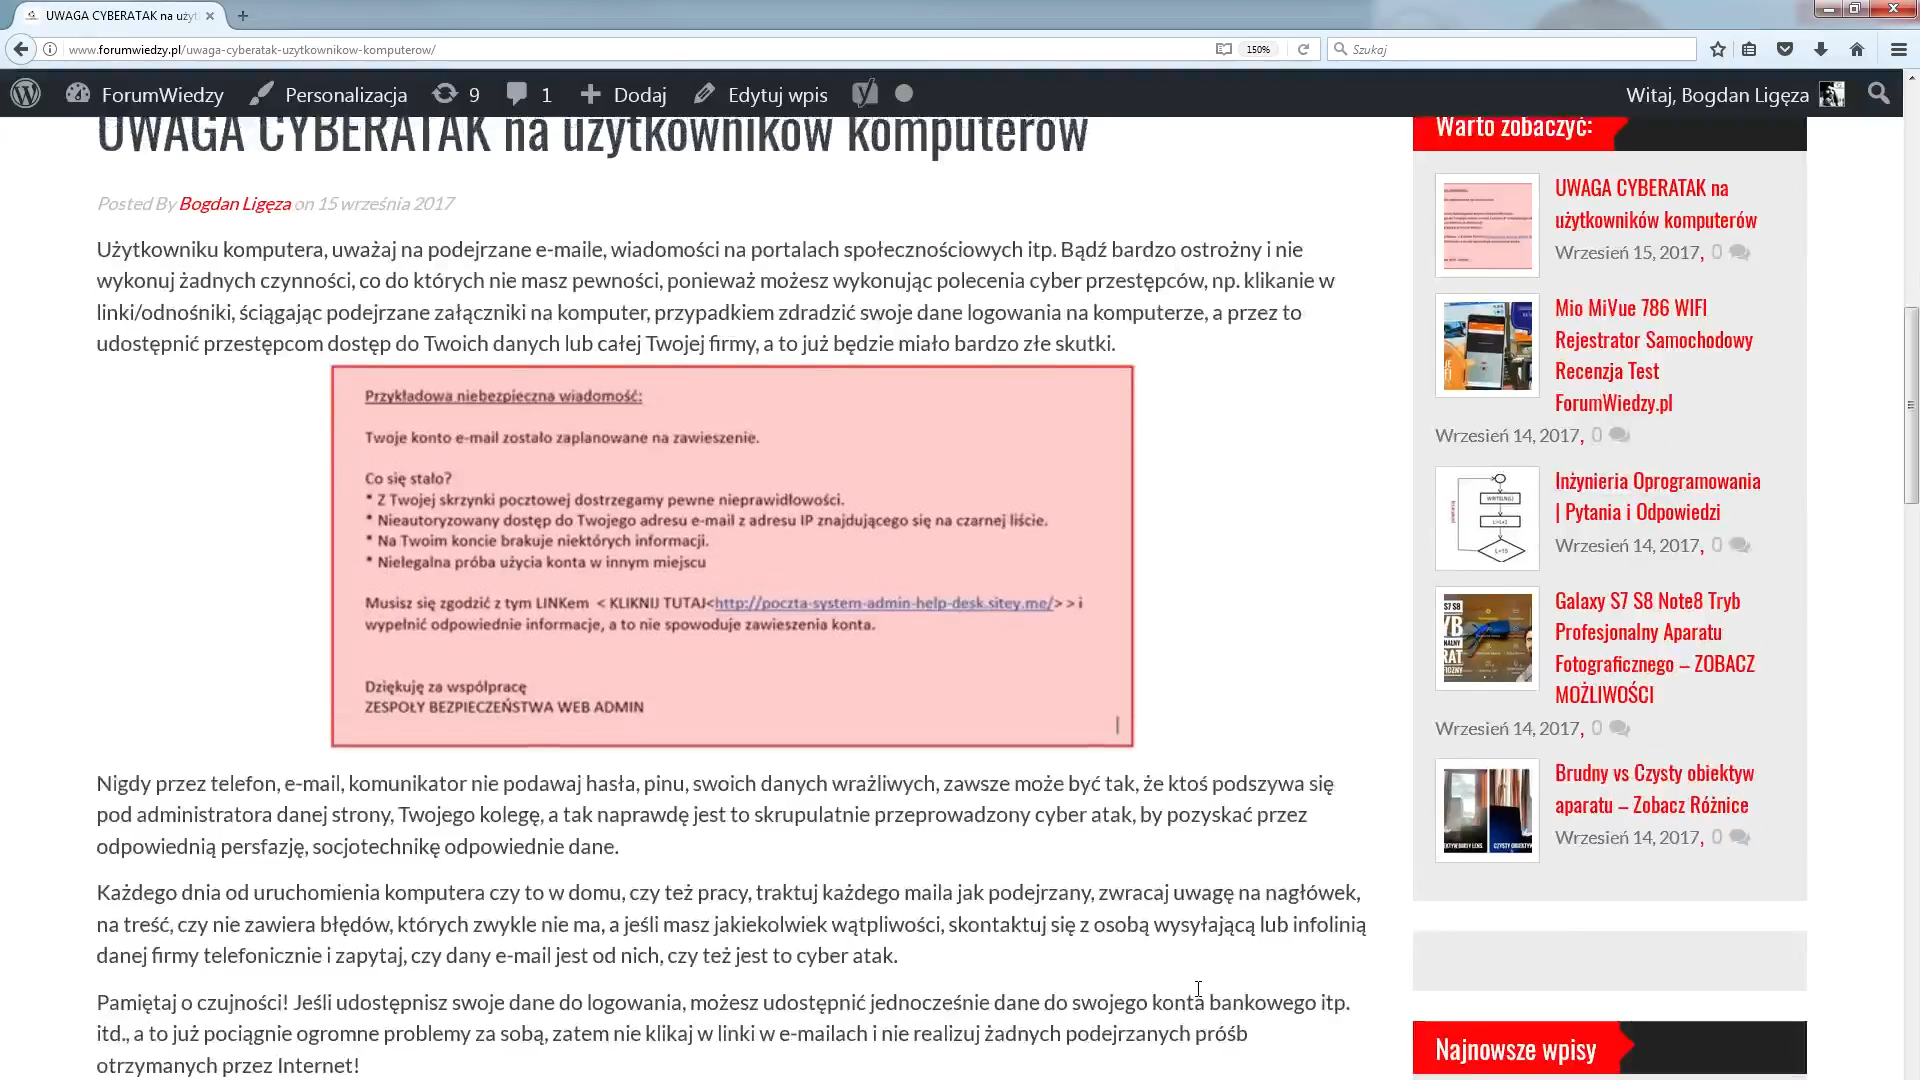 UWAGA CYBERATAK na użyt
www.forumwiedzy.pl/uwaga-cyberatak-uzytkownikow-komputerow/
150%
Szukaj
ForumWiedzy
Personalizacja
9
1
Dodaj
Edytuj wpis
Witaj, Bogdan Ligęza
UWAGA CYBERATAK na użytkowników komputerów
Posted By Bogdan Ligęza on 15 września 2017
Użytkowniku komputera, uważaj na podejrzane e-maile, wiadomości na portalach społecznościowych itp. Bądź bardzo ostrożny i nie
wykonuj żadnych czynności, co do których nie masz pewności, ponieważ możesz wykonując polecenia cyber przestępców, np. klikanie w
linki/odnośniki, ściągając podejrzane załączniki na komputer, przypadkiem zdradzić swoje dane logowania na komputerze, a przez to
udostępnić przestępcom dostęp do Twoich danych lub całej Twojej firmy, a to już będzie miało bardzo złe skutki.
Przykładowa niebezpieczna wiadomość:
Twoje konto e-mail zostało zaplanowane na zawieszenie.
Co się stało?
* Z Twojej skrzynki pocztowej dostrzegamy pewne nieprawidłowości.
* Nieautoryzowany dostęp do Twojego adresu e-mail z adresu IP znajdującego się na czarnej liście.
* Na Twoim koncie brakuje niektórych informacji.
* Nielegalna próba użycia konta w innym miejscu
Musisz się zgodzić z tym LINKem < KLIKNIJ TUTAJ<http://poczta-system-admin-help-desk.sitey.me/> > i
wypełnić odpowiednie informacje, a to nie spowoduje zawieszenia konta.
Dziękuję za współpracę
ZESPOŁY BEZPIECZEŃSTWA WEB ADMIN
Nigdy przez telefon, e-mail, komunikator nie podawaj hasła, pinu, swoich danych wrażliwych, zawsze może być tak, że ktoś podszywa się
pod administratora danej strony, Twojego kolegę, a tak naprawdę jest to skrupulatnie przeprowadzony cyber atak, by pozyskać przez
odpowiednią persfazję, socjotechnikę odpowiednie dane.
Każdego dnia od uruchomienia komputera czy to w domu, czy też pracy, traktuj każdego maila jak podejrzany, zwracaj uwagę na nagłówek,
na treść, czy nie zawiera błędów, których zwykle nie ma, a jeśli masz jakiekolwiek wątpliwości, skontaktuj się z osobą wysyłającą lub infolinią
danej firmy telefonicznie i zapytaj, czy dany e-mail jest od nich, czy też jest to cyber atak.
Pamiętaj o czujności! Jeśli udostępnisz swoje dane do logowania, możesz udostępnić jednocześnie dane do swojego konta bankowego itp.
itd., a to już pociągnie ogromne problemy za sobą, zatem nie klikaj w linki w e-mailach i nie realizuj żadnych podejrzanych próśb
otrzymanych przez Internet!
Warto zobaczyć:
UWAGA CYBERATAK na
użytkowników komputerów
Wrzesień 15, 2017, 0
Mio MiVue 786 WIFI
Rejestrator Samochodowy
Recenzja Test
ForumWiedzy.pl
Wrzesień 14, 2017, 0
Inżynieria Oprogramowania
| Pytania i Odpowiedzi
Wrzesień 14, 2017, 0
Galaxy S7 S8 Note8 Tryb
Profesjonalny Aparatu
Fotograficznego – ZOBACZ
MOŻLIWOŚCI
Wrzesień 14, 2017, 0
Brudny vs Czysty obiektyw
aparatu – Zobacz Różnice
Wrzesień 14, 2017, 0
Najnowsze wpisy